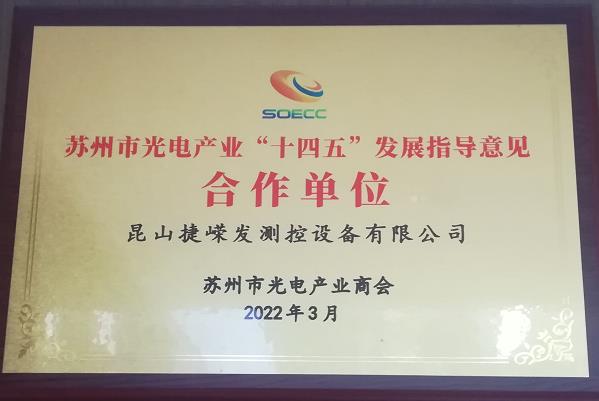 SOECC
苏州市光电产业“十四五”发展指导意见
合作单位
昆山捷嵘发测控设备有限公司
苏州市光电产业商会
2022年3月